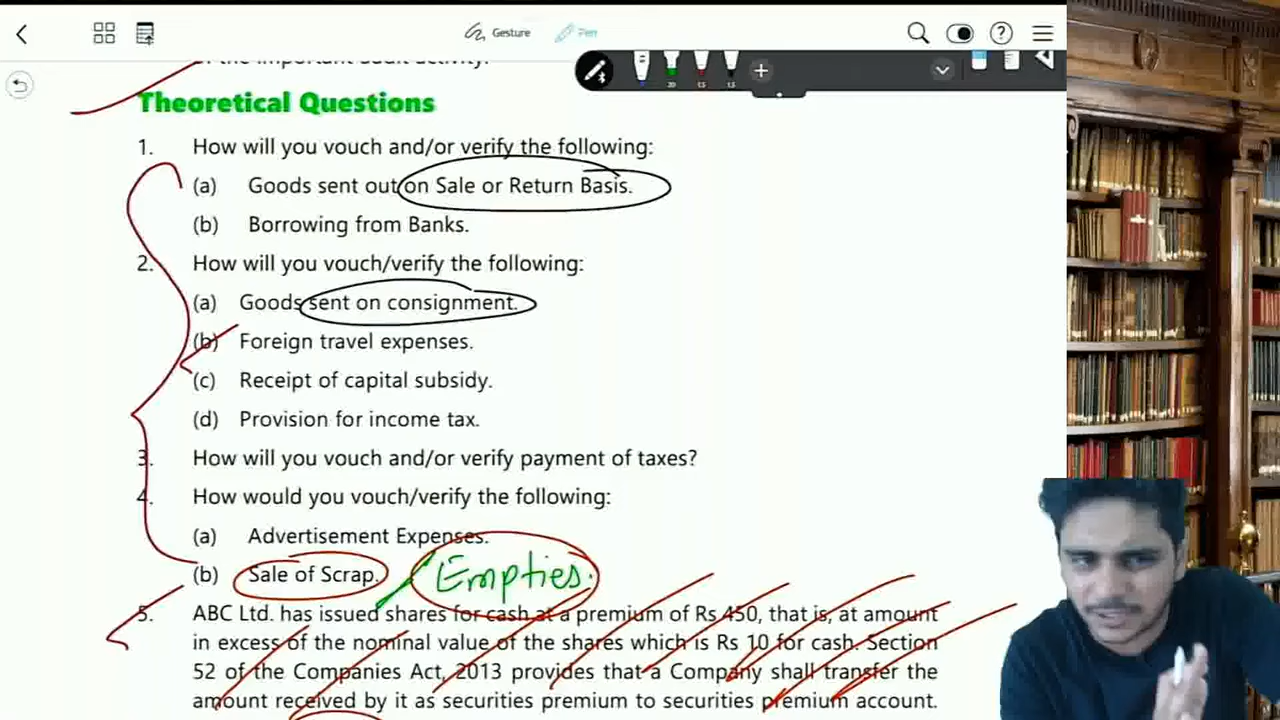 Gesture
Pen
of the important audit activity.
Theoretical Questions
1. How will you vouch and/or verify the following:
(a) Goods sent out on Sale or Return Basis.
(b) Borrowing from Banks.
2. How will you vouch/verify the following:
(a) Goods sent on consignment.
(b) Foreign travel expenses.
(c) Receipt of capital subsidy.
(d) Provision for income tax.
3. How will you vouch and/or verify payment of taxes?
4. How would you vouch/verify the following:
(a) Advertisement Expenses.
(b) Sale of Scrap. Empties.
5. ABC Ltd. has issued shares for cash at a premium of Rs 450, that is, at amount
in excess of the nominal value of the shares which is Rs 10 for cash. Section
52 of the Companies Act, 2013 provides that a Company shall transfer the
amount received by it as securities premium to securities premium account.